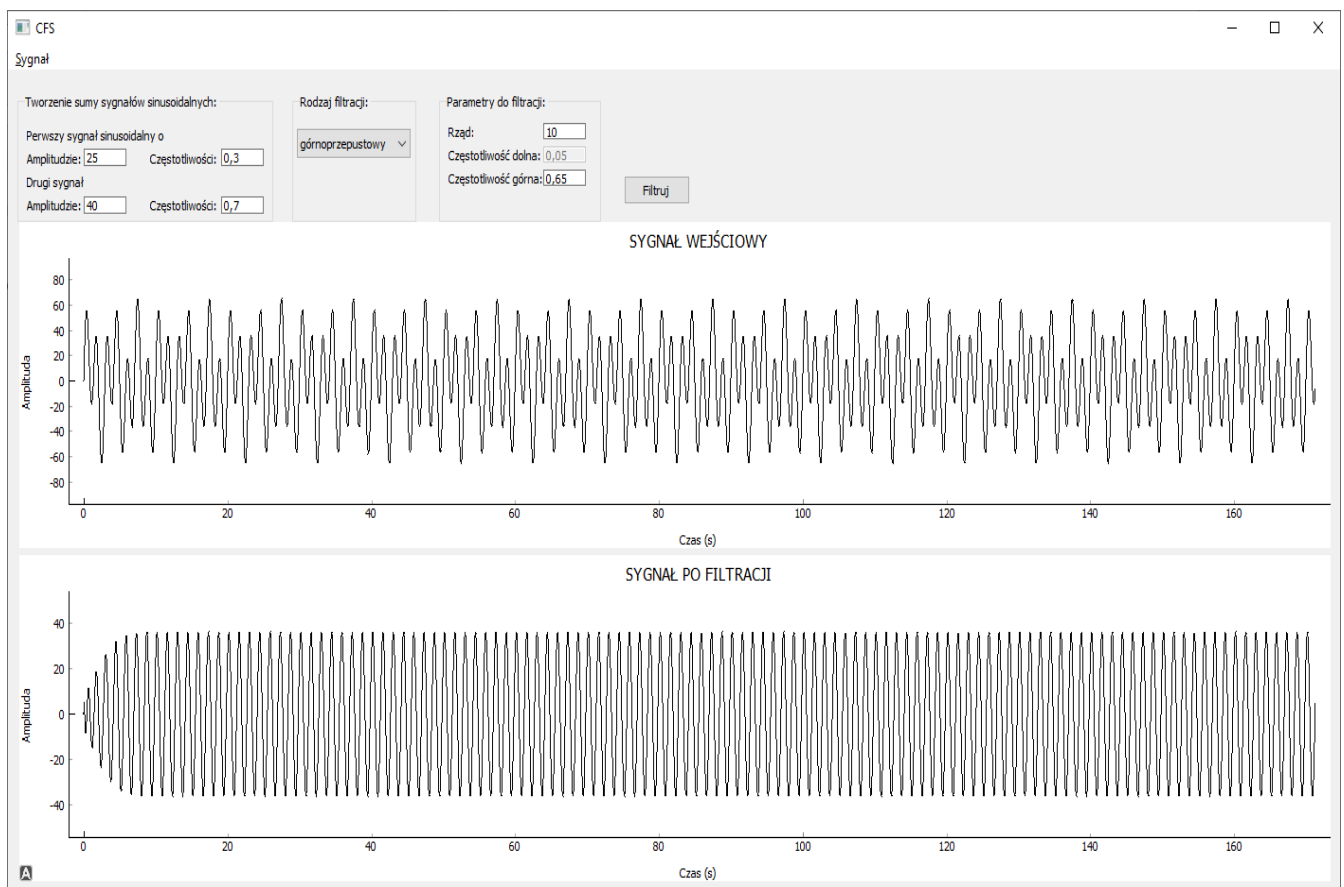 CFS
Sygnał
Tworzenie sumy sygnałów sinusoidalnych:
Perwszy sygnał sinusoidalny o
Amplitudzie: 25 Częstotliwości: 0,3
Drugi sygnał
Amplitudzie: 40 Częstotliwości: 0,7
Rodzaj filtracji:
górnoprzepustowy
Parametry do filtracji:
Rząd: 10
Częstotliwość dolna: 0,05
Częstotliwość górna: 0,65
Filtruj
SYGNAŁ WEJŚCIOWY
Amplituda
80
60
40
20
0
-20
-40
-60
-80
0 20 40 60 80 100 120 140 160
Czas (s)
SYGNAŁ PO FILTRACJI
Amplituda
40
20
0
-20
-40
0 20 40 60 80 100 120 140 160
Czas (s)
A